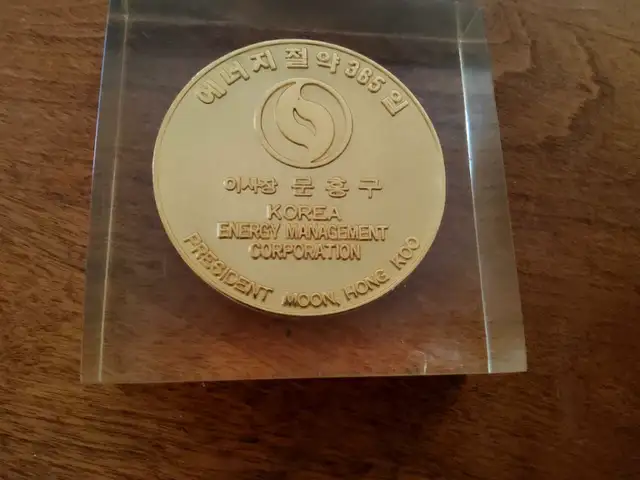 에너지절약 365일
이사장 문홍구
KOREA
ENERGY MANAGEMENT
CORPORATION
PRESIDENT MOON, HONG KOO